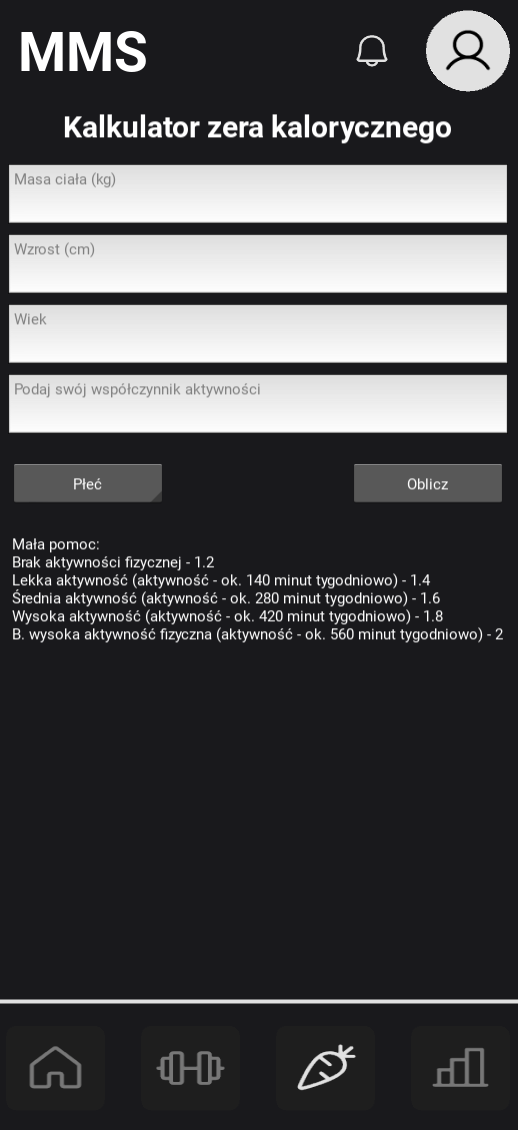 MMS
Kalkulator zera kalorycznego
Masa ciała (kg)
Wzrost (cm)
Wiek
Podaj swój współczynnik aktywności
Płeć
Oblicz
Mała pomoc:
Brak aktywności fizycznej - 1.2
Lekka aktywność (aktywność - ok. 140 minut tygodniowo) - 1.4
Średnia aktywność (aktywność - ok. 280 minut tygodniowo) - 1.6
Wysoka aktywność (aktywność - ok. 420 minut tygodniowo) - 1.8
B. wysoka aktywność fizyczna (aktywność - ok. 560 minut tygodniowo) - 2